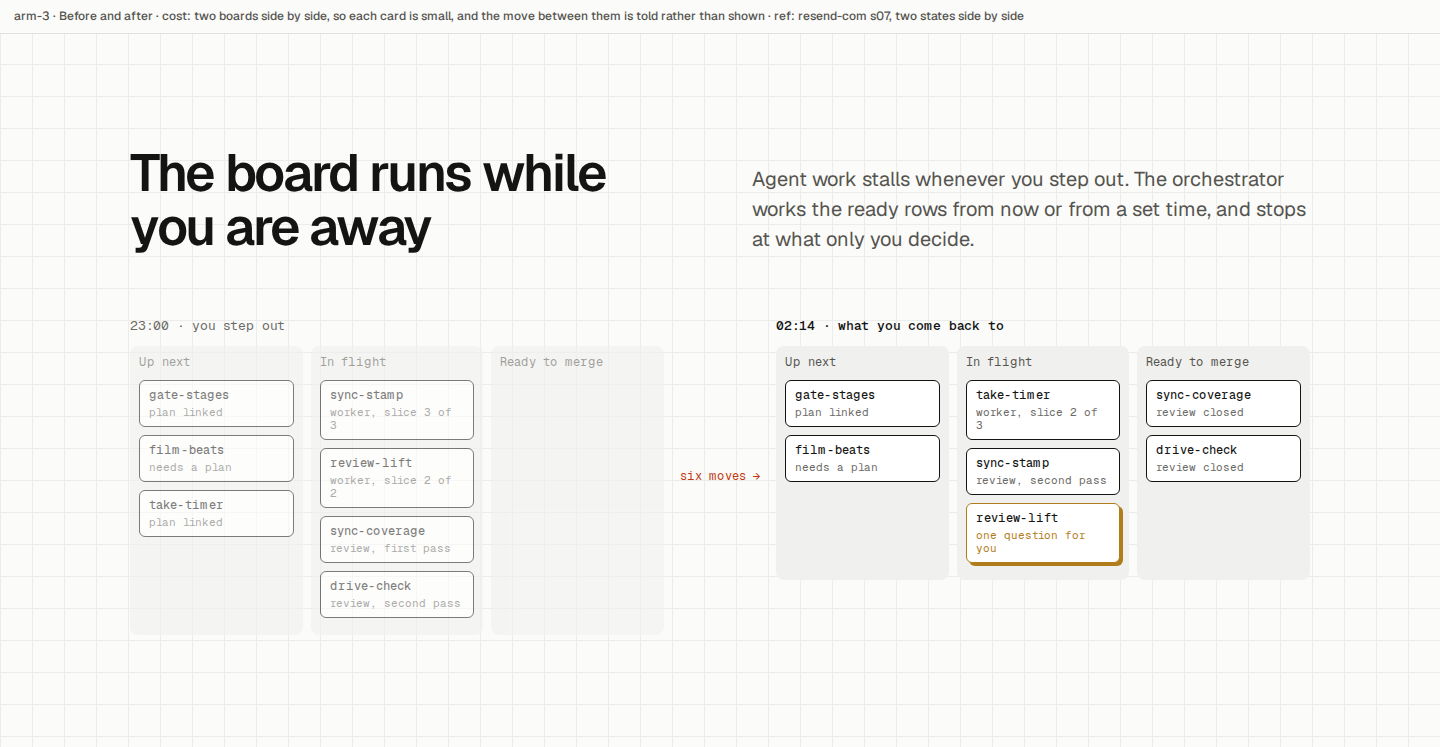 arm-3 · Before and after · cost: two boards side by side, so each card is small, and the move between them is told rather than shown · ref: resend-com s07, two states side by side
The board runs while
you are away
Agent work stalls whenever you step out. The orchestrator
works the ready rows from now or from a set time, and stops
at what only you decide.
23:00 · you step out
Up next
gate-stages
plan linked
film-beats
needs a plan
take-timer
plan linked
In flight
sync-stamp
worker, slice 3 of
3
review-lift
worker, slice 2 of
2
sync-coverage
review, first pass
drive-check
review, second pass
Ready to merge
six moves →
02:14 · what you come back to
Up next
gate-stages
plan linked
film-beats
needs a plan
In flight
take-timer
worker, slice 2 of
3
sync-stamp
review, second pass
review-lift
one question for
you
Ready to merge
sync-coverage
review closed
drive-check
review closed